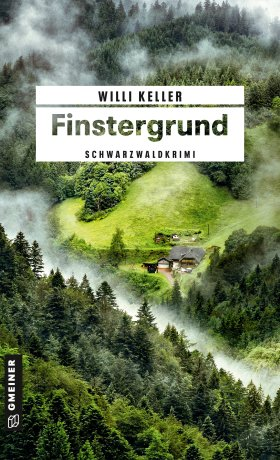 WILLI KELLER
Finstergrund
SCHWARZWALDKRIMI
GMEINER